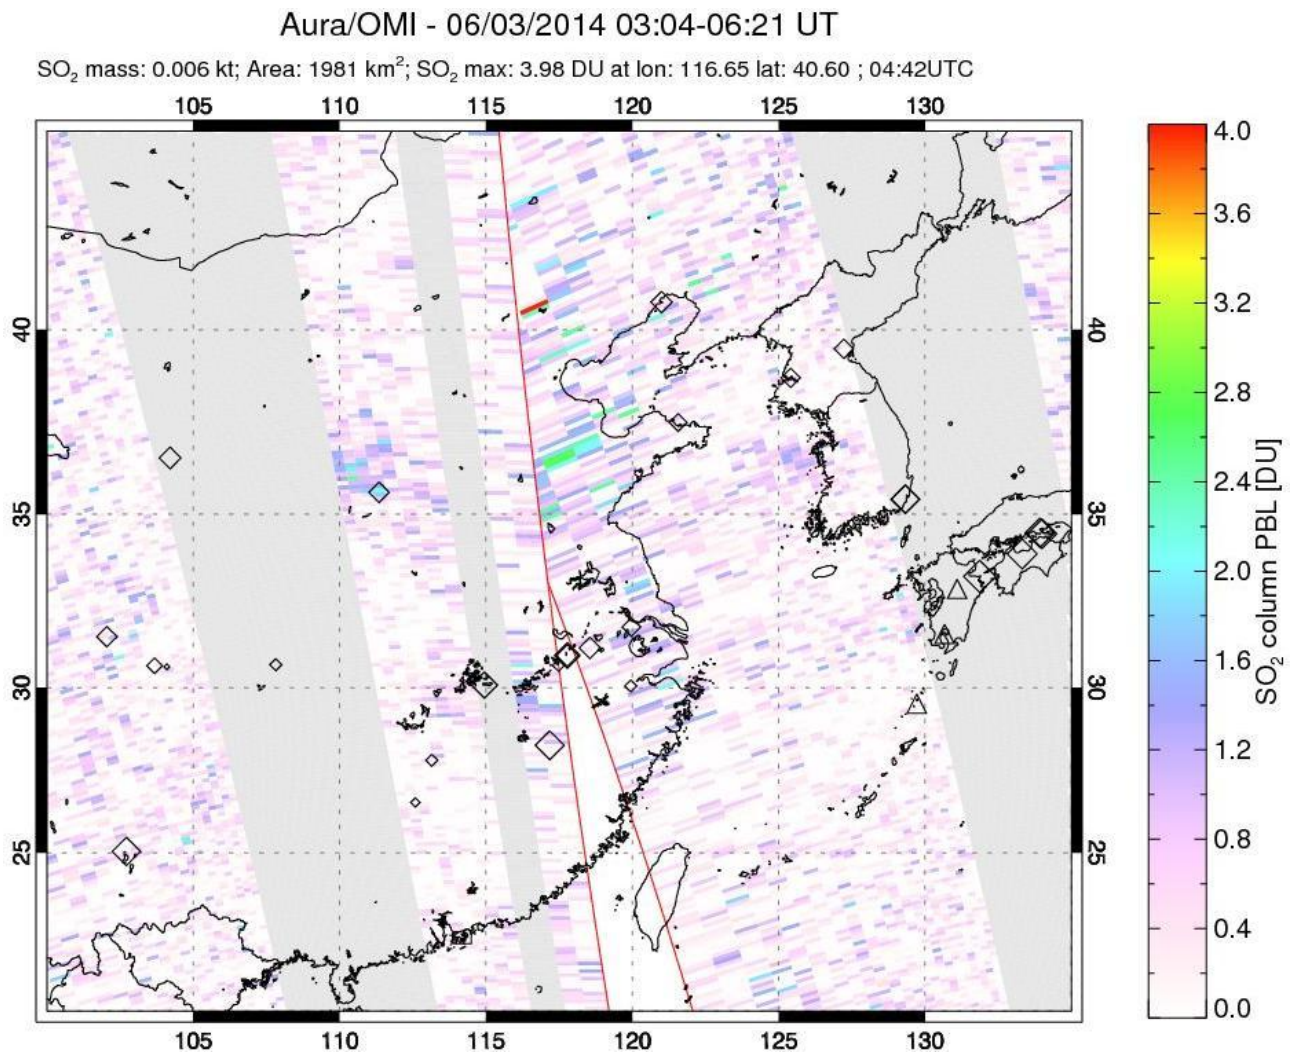 Aura/OMI - 06/03/2014 03:04-06:21 UT
SO₂ mass: 0.006 kt; Area: 1981 km²; SO₂ max: 3.98 DU at lon: 116.65 lat: 40.60 ; 04:42UTC
105 110 115 120 125 130
40 35 30 25
40 35 30 25
105 110 115 120 125 130
4.0
3.6
3.2
2.8
2.4
2.0
1.6
1.2
0.8
0.4
0.0
SO₂ column PBL [DU]